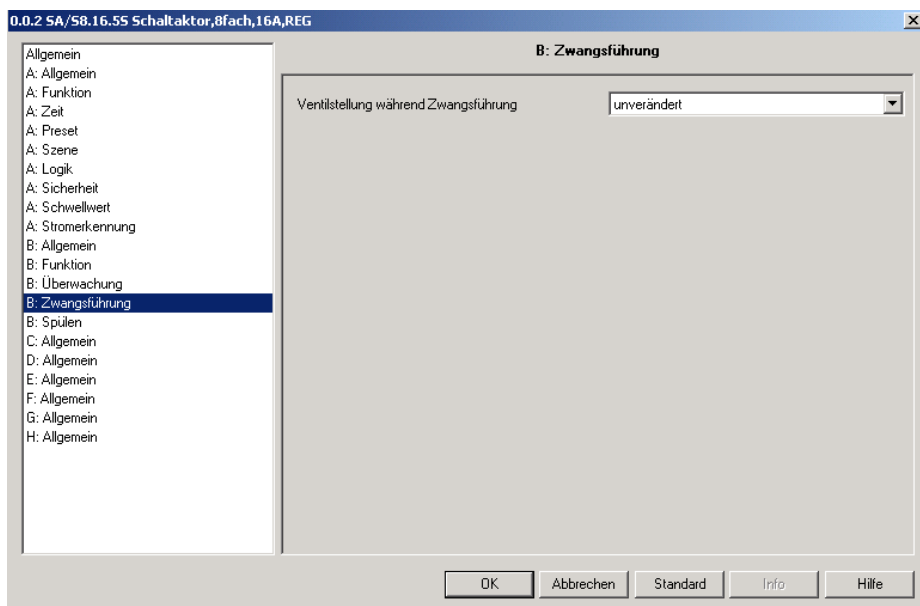 0.0.2 SA/S8.16.5S Schaltaktor,8fach,16A,REG
Allgemein
A: Allgemein
A: Funktion
A: Zeit
A: Preset
A: Szene
A: Logik
A: Sicherheit
A: Schwellwert
A: Stromerkennung
B: Allgemein
B: Funktion
B: Überwachung
B: Zwangsführung
B: Spülen
C: Allgemein
D: Allgemein
E: Allgemein
F: Allgemein
G: Allgemein
H: Allgemein
B: Zwangsführung
Ventilstellung während Zwangsführung
unverändert
OK
Abbrechen
Standard
Info
Hilfe